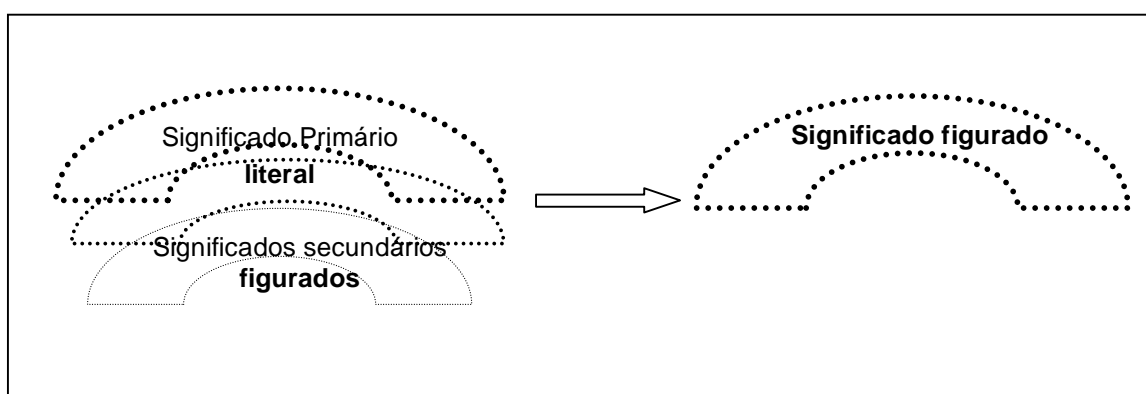 Significado Primário
literal
Significados secundários
figurados
Significado figurado